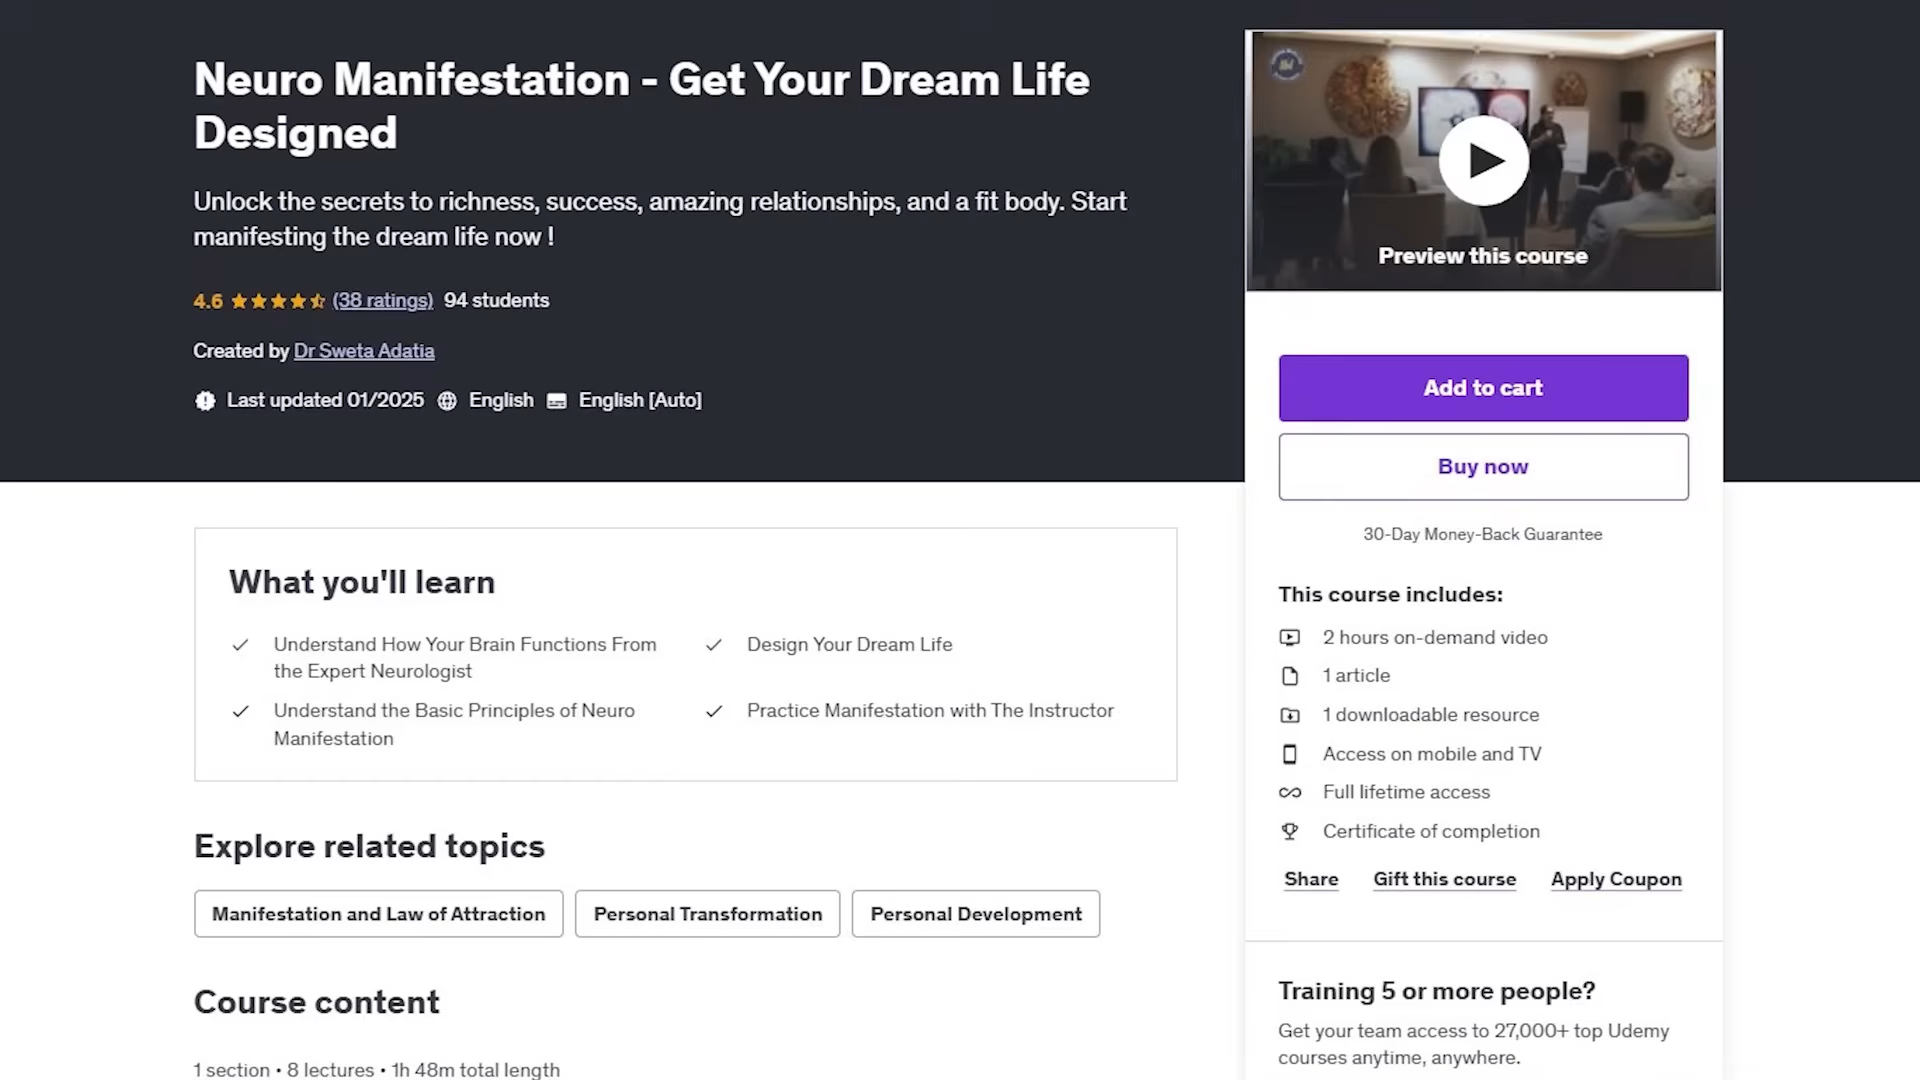 Neuro Manifestation - Get Your Dream Life
Designed
Unlock the secrets to richness, success, amazing relationships, and a fit body. Start
manifesting the dream life now !
4.6 (38 ratings) 94 students
Created by Dr Sweta Adatia
Last updated 01/2025 English English [Auto]
Preview this course
Add to cart
Buy now
30-Day Money-Back Guarantee
This course includes:
2 hours on-demand video
1 article
1 downloadable resource
Access on mobile and TV
Full lifetime access
Certificate of completion
Share Gift this course Apply Coupon
Training 5 or more people?
Get your team access to 27,000+ top Udemy
courses anytime, anywhere.
What you'll learn
Understand How Your Brain Functions From
the Expert Neurologist
Design Your Dream Life
Understand the Basic Principles of Neuro
Manifestation
Practice Manifestation with The Instructor
Explore related topics
Manifestation and Law of Attraction
Personal Transformation
Personal Development
Course content
1 section • 8 lectures • 1h 48m total length